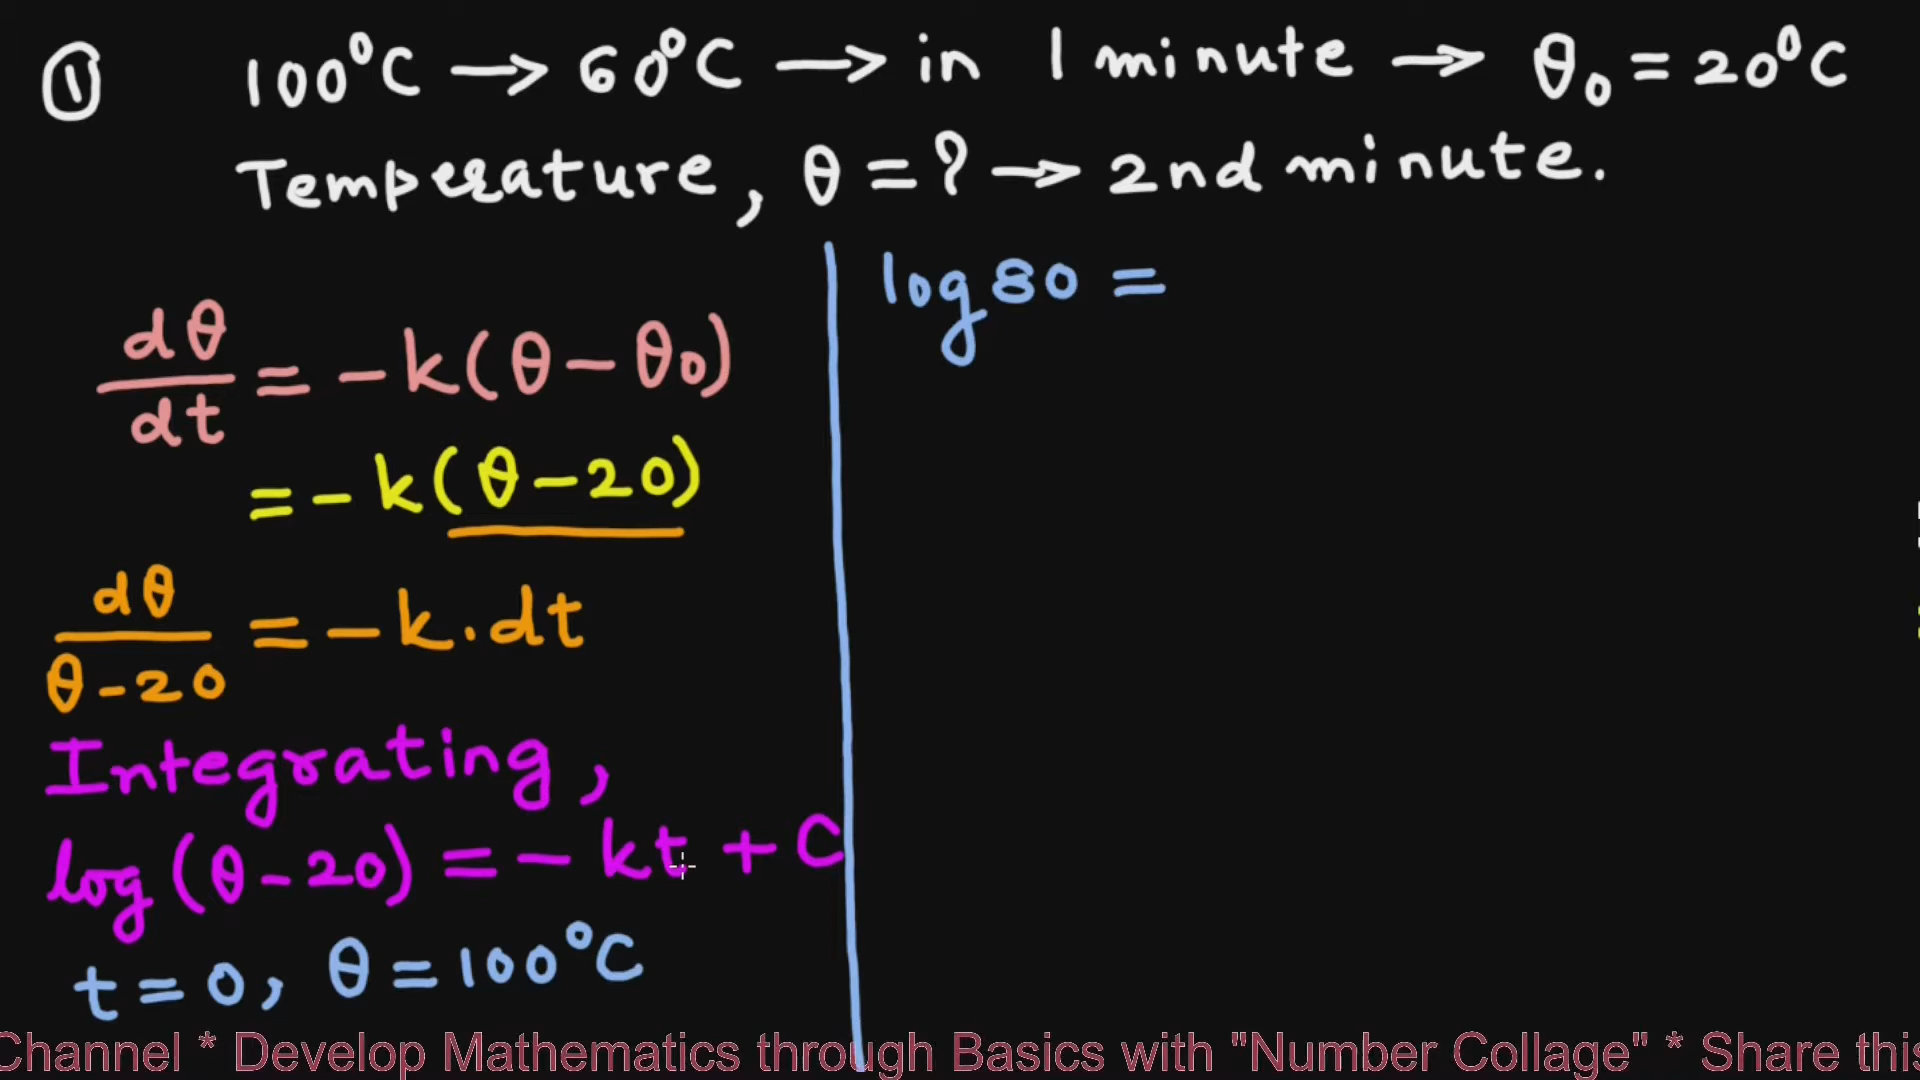 ① 100°C → 60°C → in 1 minute → θ₀ = 20°C
Temperature, θ = ? → 2nd minute.
dθ/dt = -k(θ - θ₀)
= -k(θ - 20)
dθ/θ-20 = -k.dt
Integrating,
log(θ-20) = -kt + C
t = 0, θ = 100°C
log 80 =
Channel * Develop Mathematics through Basics with "Number Collage" * Share this